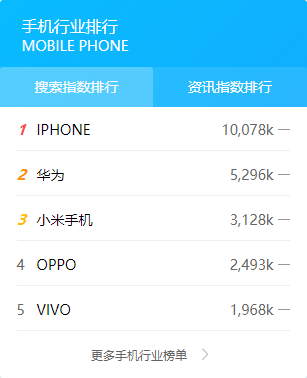 手机行业排行
MOBILE PHONE
搜索指数排行 资讯指数排行
1 IPHONE 10,078k —
2 华为 5,296k —
3 小米手机 3,128k —
4 OPPO 2,493k —
5 VIVO 1,968k —
更多手机行业榜单 >